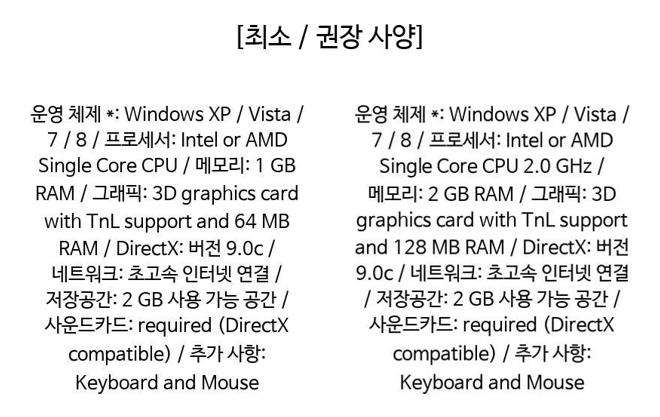 [최소 / 권장 사양]
운영 체제 *: Windows XP / Vista /
7 / 8 / 프로세서: Intel or AMD
Single Core CPU / 메모리: 1 GB
RAM / 그래픽: 3D graphics card
with TnL support and 64 MB
RAM / DirectX: 버전 9.0c /
네트워크: 초고속 인터넷 연결 /
저장공간: 2 GB 사용 가능 공간 /
사운드카드: required (DirectX
compatible) / 추가 사항:
Keyboard and Mouse
운영 체제 *: Windows XP / Vista /
7 / 8 / 프로세서: Intel or AMD
Single Core CPU 2.0 GHz /
메모리: 2 GB RAM / 그래픽: 3D
graphics card with TnL support
and 128 MB RAM / DirectX: 버전
9.0c / 네트워크: 초고속 인터넷 연결
/ 저장공간: 2 GB 사용 가능 공간 /
사운드카드: required (DirectX
compatible) / 추가 사항:
Keyboard and Mouse